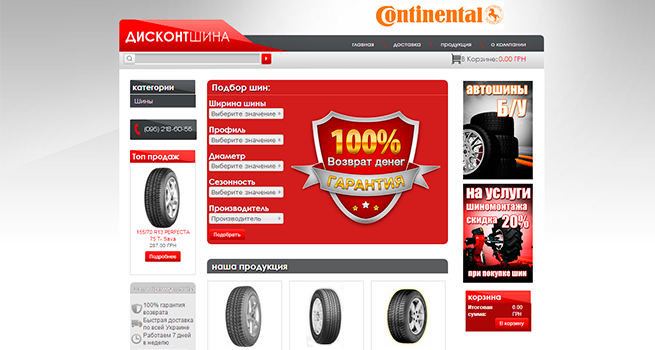 Continental
ДИСКОНТШИНА
главная
доставка
продукция
о компании
В Корзине: 0.00 ГРН
категории
Шины
(095) 218-60-55
Топ продаж
155/70 R13 PERFECTA
75 T- Sava
287.00 ГРН
Подробнее
100% гарантия
возврата
Быстрая доставка
по всей Украине
Работаем 7 дней
в неделю
Подбор шин:
Ширина шины
Выберите значение
Профиль
Выберите значение
Диаметр
Выберите значение
Сезонность
Выберите значение
Производитель
Производитель
Подобрать
100%
Возврат денег
ГАРАНТИЯ
наша продукция
автошины
Б/У
на услуги
шиномонтажа
скидка 20%
при покупке шин
корзина
Итоговая
сумма:
0.00
ГРН
В корзину